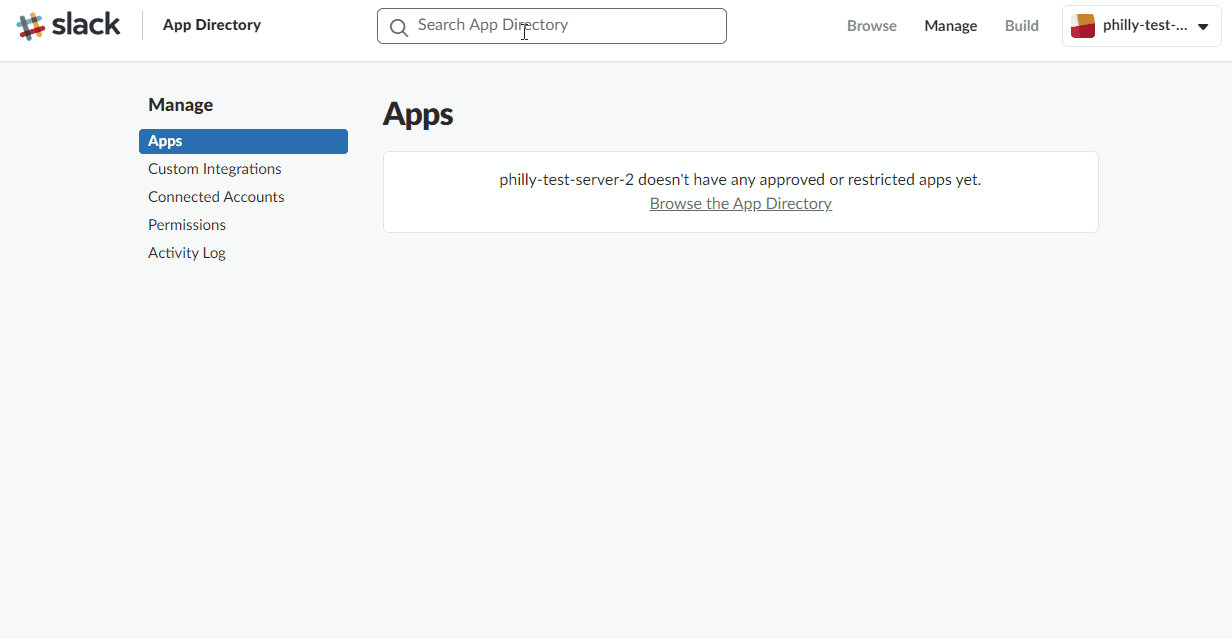 slack
App Directory
Search App Directory
Browse
Manage
Build
philly-test-...
Manage
Apps
Custom Integrations
Connected Accounts
Permissions
Activity Log
Apps
philly-test-server-2 doesn't have any approved or restricted apps yet.
Browse the App Directory